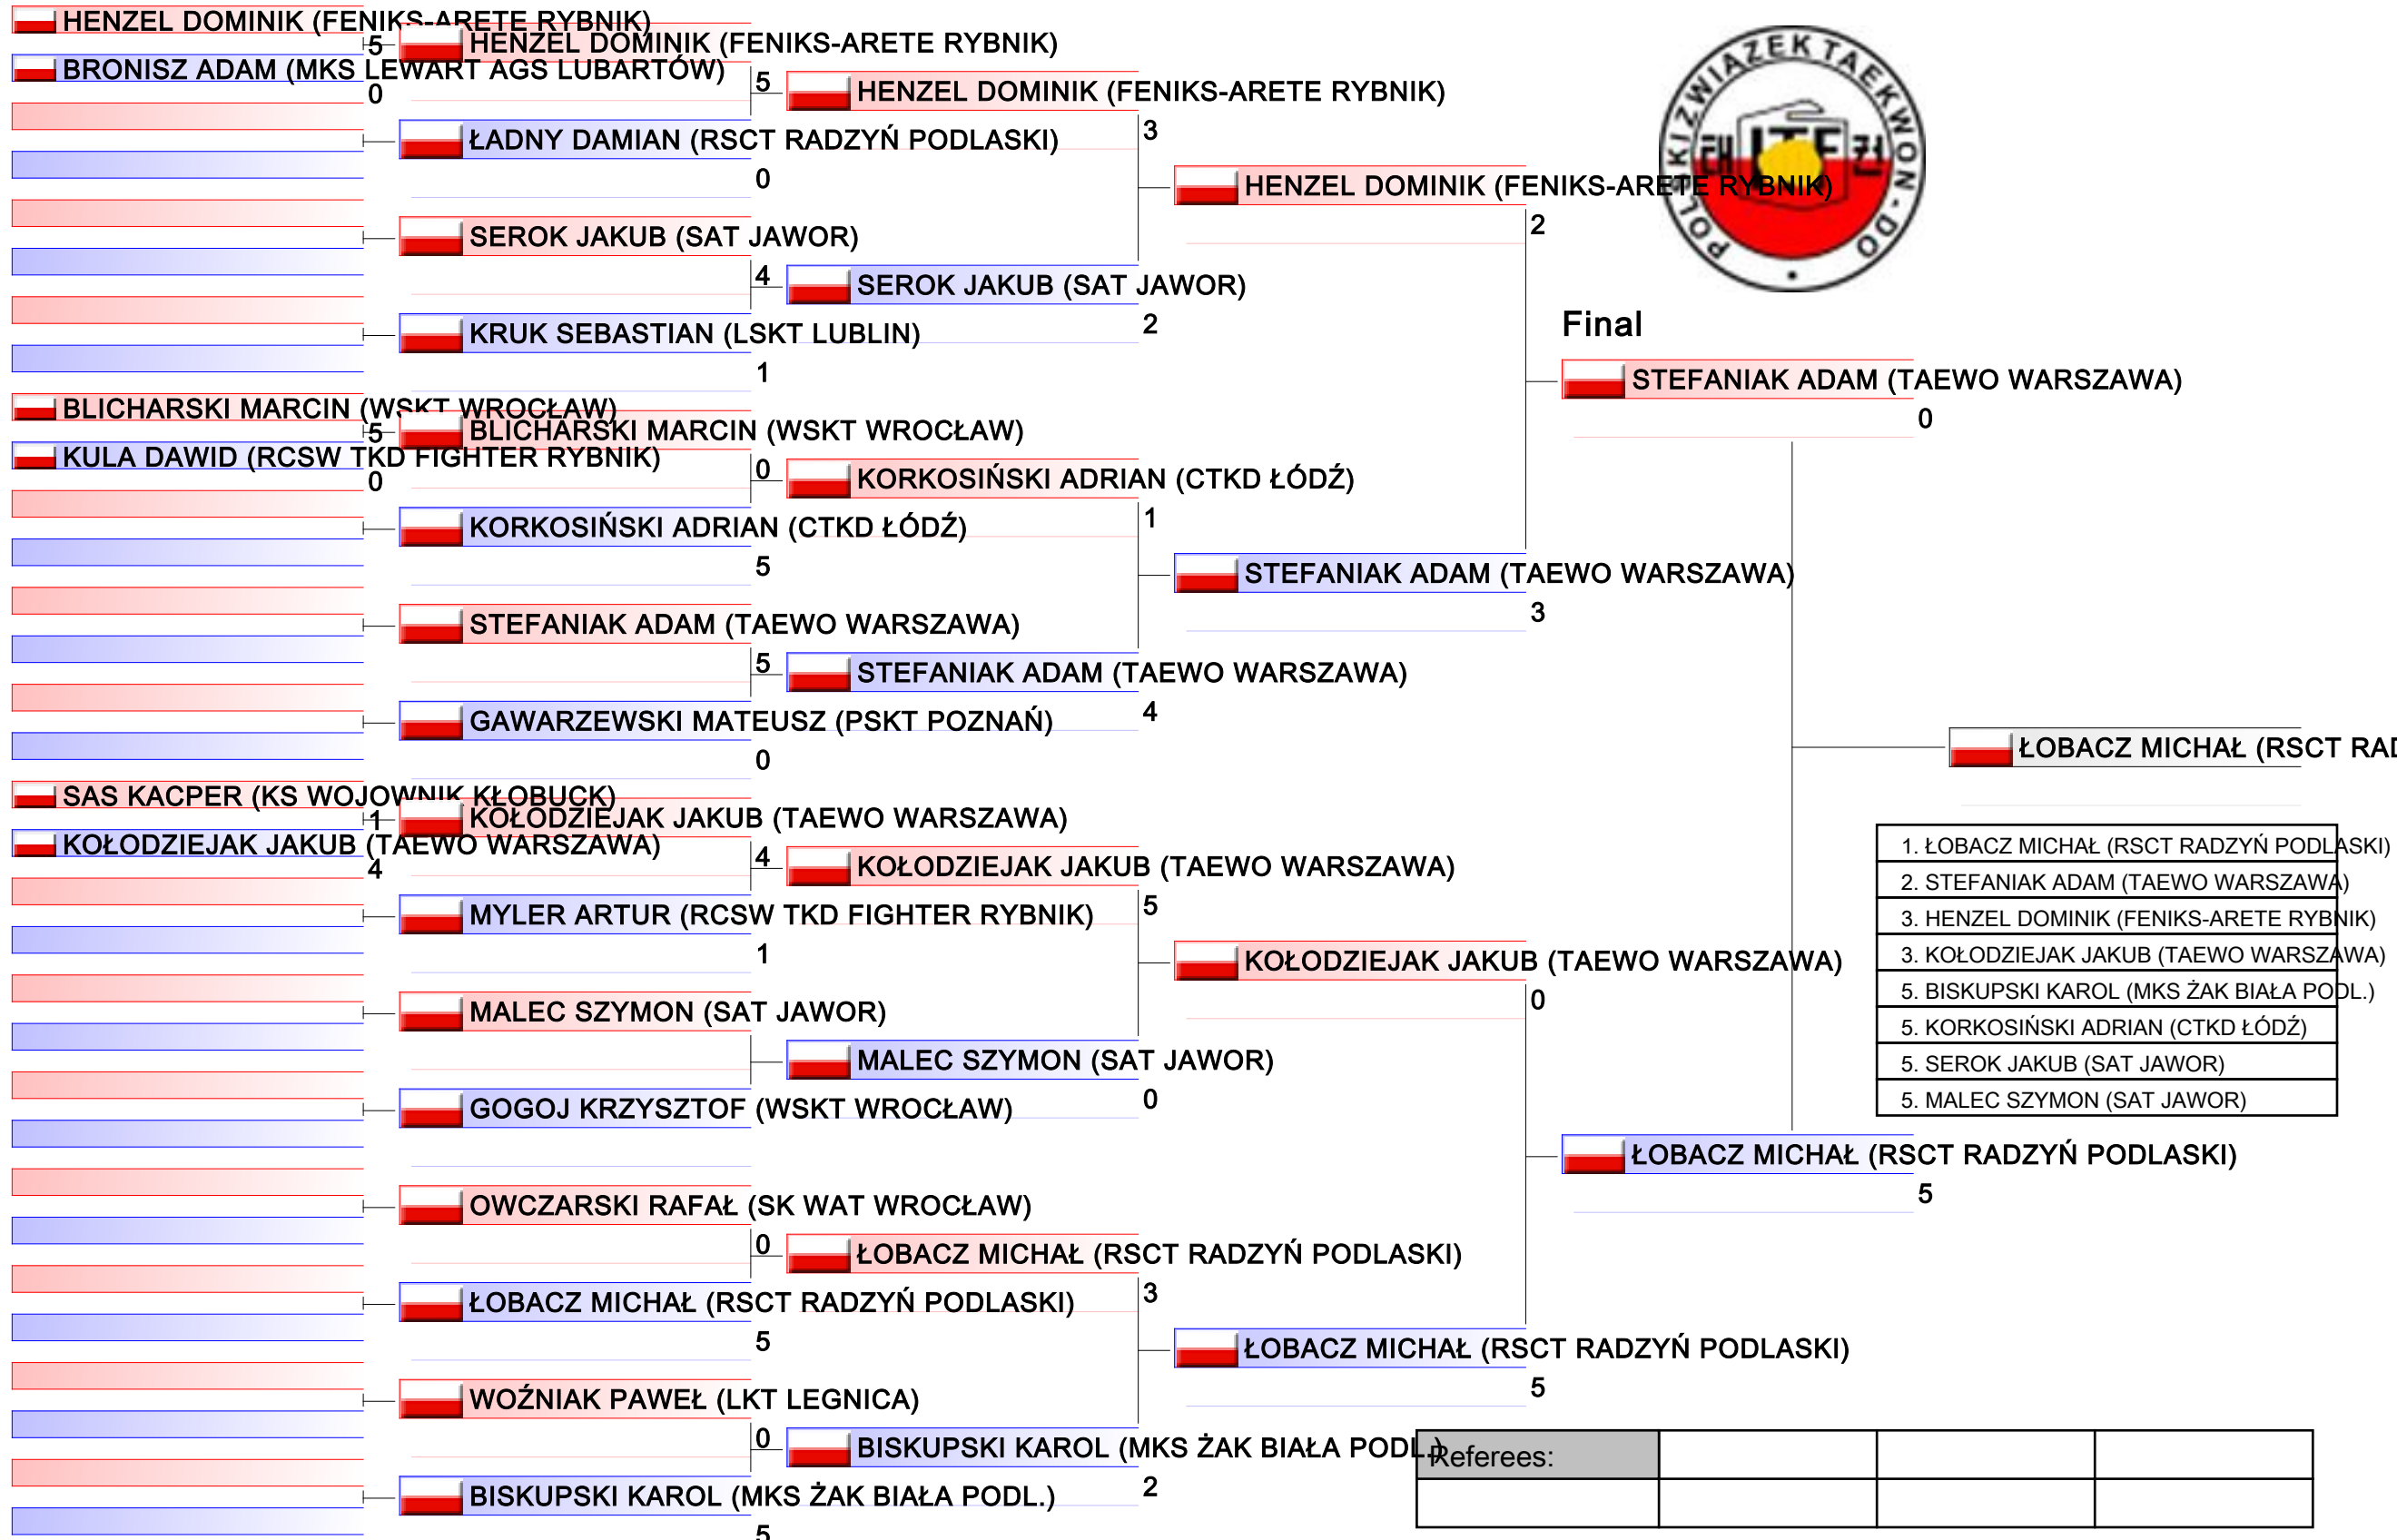 HENZEL DOMINIK (FENIKS-ARETE RYBNIK)
5
BRONISZ ADAM (MKS LEWART AGS LUBARTÓW)
0
BLICHARSKI MARCIN (WSKT WROCŁAW)
5
KULA DAWID (RCSW TKD FIGHTER RYBNIK)
0
SAS KACPER (KS WOJOWNIK KŁOBUCK)
1
KOŁODZIEJAK JAKUB (TAEWO WARSZAWA)
4
HENZEL DOMINIK (FENIKS-ARETE RYBNIK)
5
ŁADNY DAMIAN (RSCT RADZYŃ PODLASKI)
0
SEROK JAKUB (SAT JAWOR)
4
KRUK SEBASTIAN (LSKT LUBLIN)
1
BLICHARSKI MARCIN (WSKT WROCŁAW)
0
KORKOSIŃSKI ADRIAN (CTKD ŁÓDŹ)
5
STEFANIAK ADAM (TAEWO WARSZAWA)
5
GAWARZEWSKI MATEUSZ (PSKT POZNAŃ)
0
KOŁODZIEJAK JAKUB (TAEWO WARSZAWA)
4
MYLER ARTUR (RCSW TKD FIGHTER RYBNIK)
1
MALEC SZYMON (SAT JAWOR)
GOGOJ KRZYSZTOF (WSKT WROCŁAW)
OWCZARSKI RAFAŁ (SK WAT WROCŁAW)
0
ŁOBACZ MICHAŁ (RSCT RADZYŃ PODLASKI)
5
WOŹNIAK PAWEŁ (LKT LEGNICA)
0
BISKUPSKI KAROL (MKS ŻAK BIAŁA PODL.)
5
HENZEL DOMINIK (FENIKS-ARETE RYBNIK)
3
SEROK JAKUB (SAT JAWOR)
2
KORKOSIŃSKI ADRIAN (CTKD ŁÓDŹ)
1
STEFANIAK ADAM (TAEWO WARSZAWA)
4
KOŁODZIEJAK JAKUB (TAEWO WARSZAWA)
5
MALEC SZYMON (SAT JAWOR)
0
ŁOBACZ MICHAŁ (RSCT RADZYŃ PODLASKI)
3
BISKUPSKI KAROL (MKS ŻAK BIAŁA PODL.)
2
HENZEL DOMINIK (FENIKS-ARETE RYBNIK)
2
STEFANIAK ADAM (TAEWO WARSZAWA)
3
KOŁODZIEJAK JAKUB (TAEWO WARSZAWA)
0
ŁOBACZ MICHAŁ (RSCT RADZYŃ PODLASKI)
5
POLSKI ZWIĄZEK TAEKWON-DO
ITF
Final
STEFANIAK ADAM (TAEWO WARSZAWA)
0
ŁOBACZ MICHAŁ (RSCT RADZYŃ PODLASKI)
5
ŁOBACZ MICHAŁ (RSCT RAD
1. ŁOBACZ MICHAŁ (RSCT RADZYŃ PODLASKI)
2. STEFANIAK ADAM (TAEWO WARSZAWA)
3. HENZEL DOMINIK (FENIKS-ARETE RYBNIK)
3. KOŁODZIEJAK JAKUB (TAEWO WARSZAWA)
5. BISKUPSKI KAROL (MKS ŻAK BIAŁA PODL.)
5. KORKOSIŃSKI ADRIAN (CTKD ŁÓDŹ)
5. SEROK JAKUB (SAT JAWOR)
5. MALEC SZYMON (SAT JAWOR)
Referees: